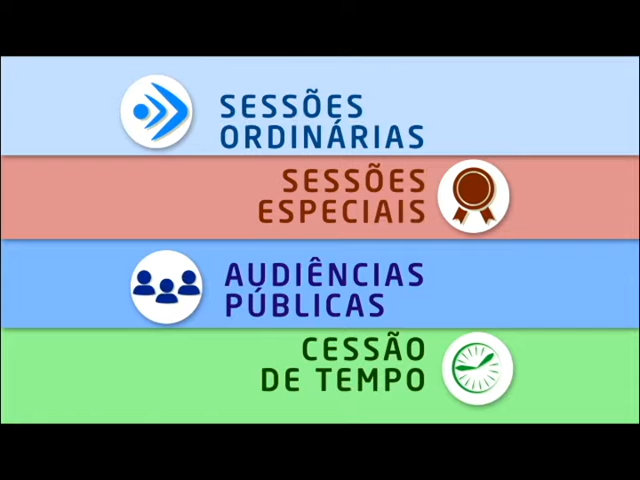 SESSÕES
ORDINÁRIAS
SESSÕES
ESPECIAIS
AUDIÊNCIAS
PÚBLICAS
CESSÃO
DE TEMPO